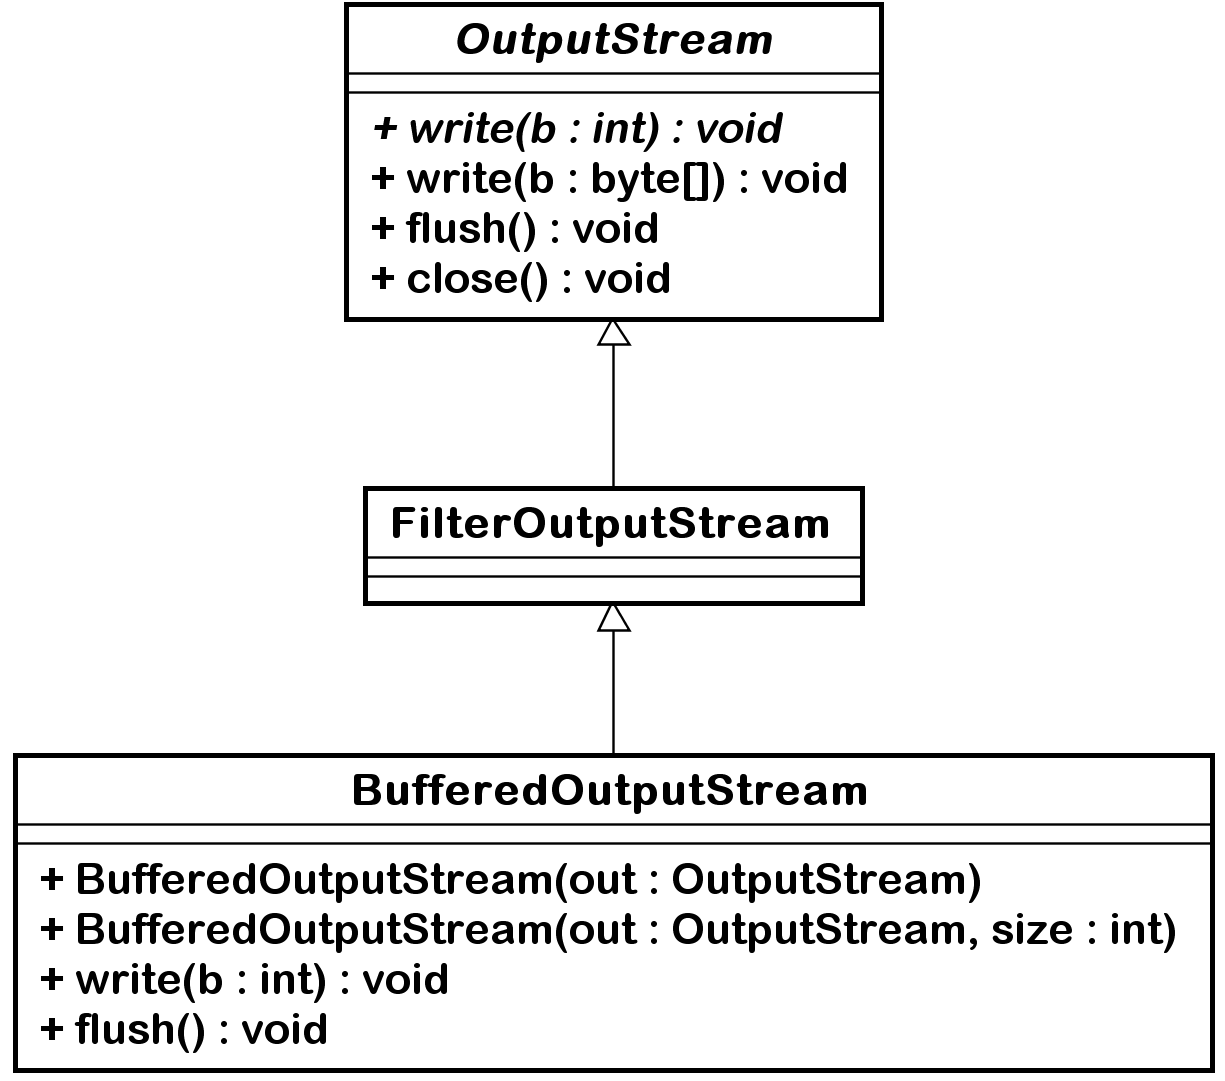 OutputStream
+ write(b : int) : void
+ write(b : byte[]) : void
+ flush() : void
+ close() : void
FilterOutputStream
BufferedOutputStream
+ BufferedOutputStream(out : OutputStream)
+ BufferedOutputStream(out : OutputStream, size : int)
+ write(b : int) : void
+ flush() : void